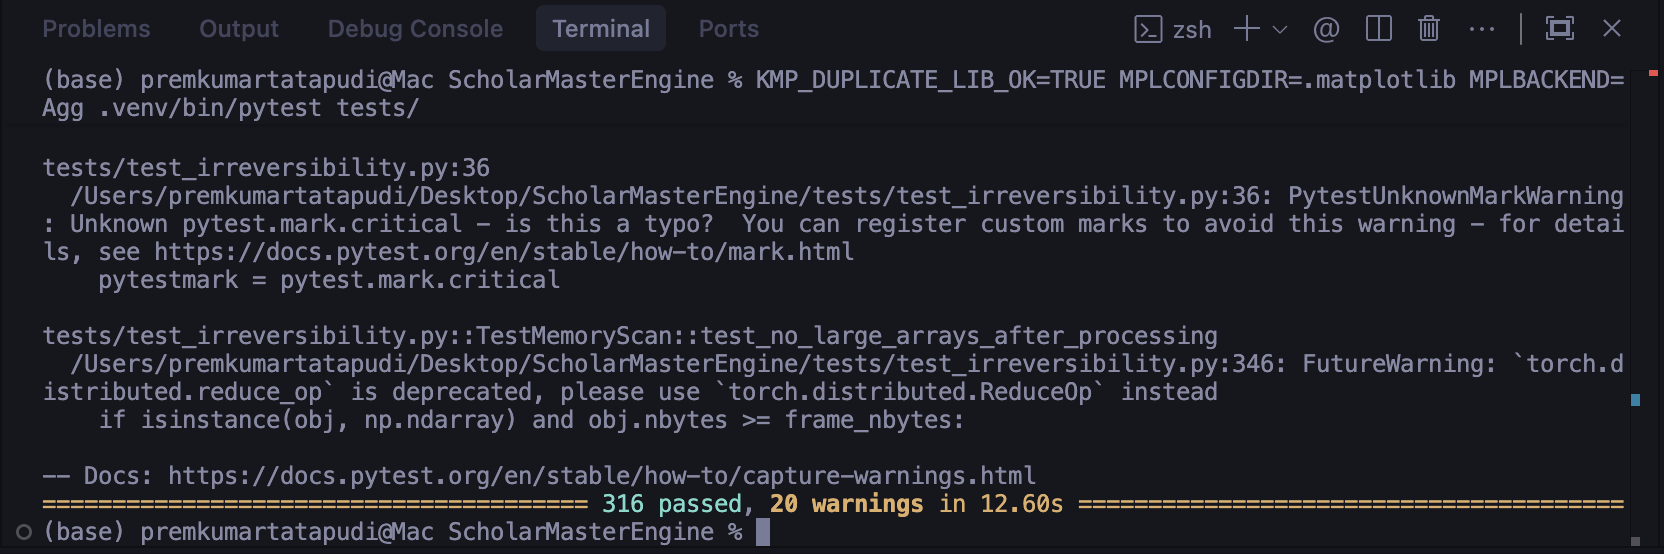 Problems Output Debug Console Terminal Ports zsh
(base) premkumartatapudi@Mac ScholarMasterEngine % KMP_DUPLICATE_LIB_OK=TRUE MPLCONFIGDIR=.matplotlib MPLBACKEND=
Agg .venv/bin/pytest tests/
tests/test_irreversibility.py:36
/Users/premkumartatapudi/Desktop/ScholarMasterEngine/tests/test_irreversibility.py:36: PytestUnknownMarkWarning
: Unknown pytest.mark.critical - is this a typo?  You can register custom marks to avoid this warning - for detai
ls, see https://docs.pytest.org/en/stable/how-to/mark.html
pytestmark = pytest.mark.critical
tests/test_irreversibility.py::TestMemoryScan::test_no_large_arrays_after_processing
/Users/premkumartatapudi/Desktop/ScholarMasterEngine/tests/test_irreversibility.py:346: FutureWarning: `torch.d
istributed.reduce_op` is deprecated, please use `torch.distributed.ReduceOp` instead
if isinstance(obj, np.ndarray) and obj.nbytes >= frame_nbytes:
-- Docs: https://docs.pytest.org/en/stable/how-to/capture-warnings.html
======================================= 316 passed, 20 warnings in 12.60s =======================================
(base) premkumartatapudi@Mac ScholarMasterEngine %